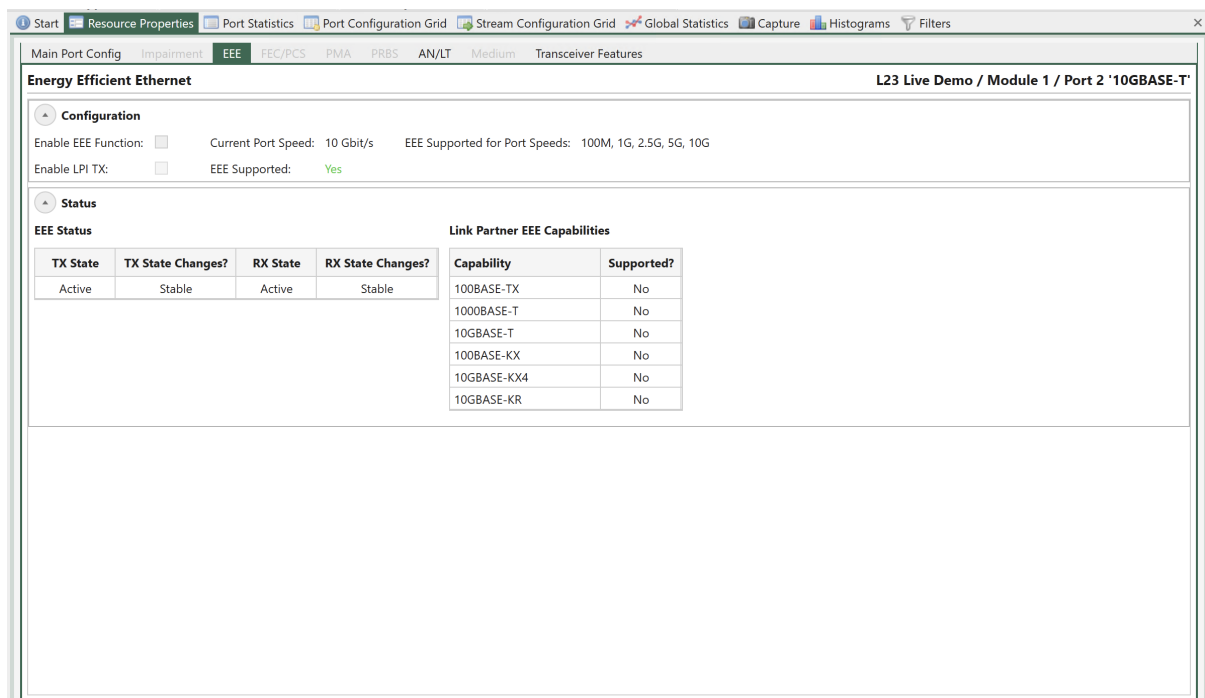 Start Resource Properties Port Statistics Port Configuration Grid Stream Configuration Grid Global Statistics Capture Histograms Filters
Main Port Config Impairment EEE FEC/PCS PMA PRBS AN/LT Medium Transceiver Features
Energy Efficient Ethernet L23 Live Demo / Module 1 / Port 2 '10GBASE-T'
Configuration
Enable EEE Function: Current Port Speed: 10 Gbit/s EEE Supported for Port Speeds: 100M, 1G, 2.5G, 5G, 10G
Enable LPI TX: EEE Supported: Yes
Status
EEE Status Link Partner EEE Capabilities
TX State TX State Changes? RX State RX State Changes? Capability Supported?
Active Stable Active Stable 100BASE-TX No
1000BASE-T No
10GBASE-T No
100BASE-KX No
10GBASE-KX4 No
10GBASE-KR No